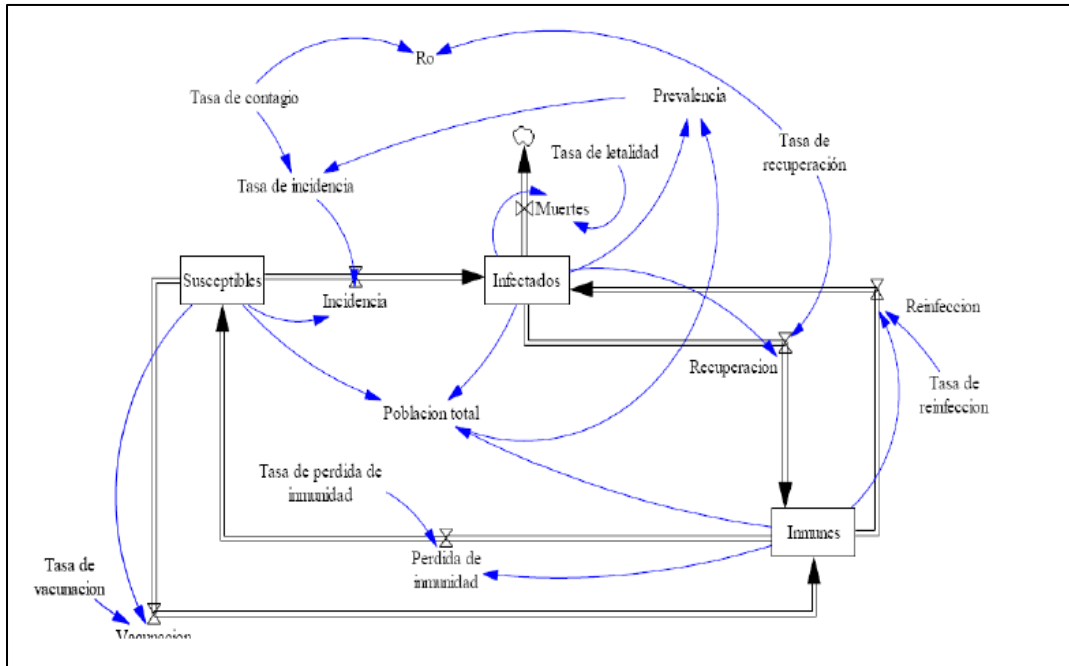 Ro
Tasa de contagio
Prevalencia
Tasa de
recuperación
Tasa de letalidad
Tasa de incidencia
Muertes
Susceptibles
Infectados
Incidencia
Reinfeccion
Recuperacion
Tasa de
reinfeccion
Poblacion total
Tasa de perdida de
inmunidad
Inmunes
Perdida de
inmunidad
Tasa de
vacunacion
Vacunacion